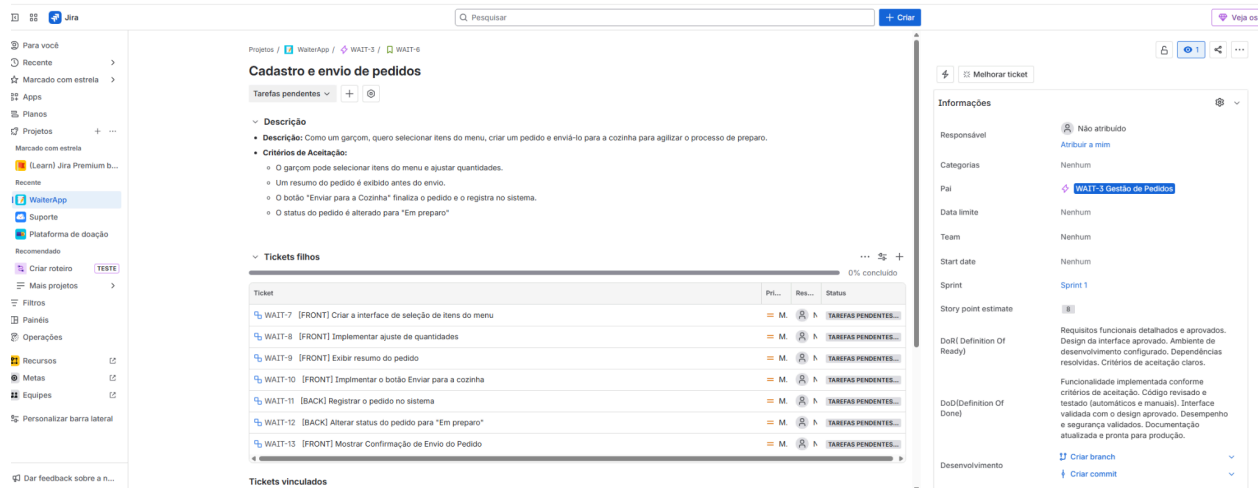 Jira
Pesquisar
Criar
Veja os
Para você
Recente
Marcado com estrela
Apps
Planos
Projetos
Marcado com estrela
(Learn) Jira Premium b...
Recente
WaiterApp
Suporte
Plataforma de doação
Recomendado
Criar roteiro TESTE
Mais projetos
Filtros
Painéis
Operações
Recursos
Metas
Equipes
Personalizar barra lateral
Dar feedback sobre a n...
Projetos / WaiterApp / WAIT-3 / WAIT-6
Cadastro e envio de pedidos
Tarefas pendentes
Descrição
Descrição: Como um garçom, quero selecionar itens do menu, criar um pedido e enviá-lo para a cozinha para agilizar o processo de preparo.
Critérios de Aceitação:
O garçom pode selecionar itens do menu e ajustar quantidades.
Um resumo do pedido é exibido antes do envio.
O botão "Enviar para a Cozinha" finaliza o pedido e o registra no sistema.
O status do pedido é alterado para "Em preparo"
Tickets filhos
0% concluído
Ticket Pri... Res... Status
WAIT-7 [FRONT] Criar a interface de seleção de itens do menu M. N TAREFAS PENDENTES...
WAIT-8 [FRONT] Implementar ajuste de quantidades M. N TAREFAS PENDENTES...
WAIT-9 [FRONT] Exibir resumo do pedido M. N TAREFAS PENDENTES...
WAIT-10 [FRONT] Implmentar o botão Enviar para a cozinha M. N TAREFAS PENDENTES...
WAIT-11 [BACK] Registrar o pedido no sistema M. N TAREFAS PENDENTES...
WAIT-12 [BACK] Alterar status do pedido para "Em preparo" M. N TAREFAS PENDENTES...
WAIT-13 [FRONT] Mostrar Confirmação de Envio do Pedido M. N TAREFAS PENDENTES...
Tickets vinculados
1
Melhorar ticket
Informações
Responsável Não atribuído
Atribuir a mim
Categorias Nenhum
Pai WAIT-3 Gestão de Pedidos
Data limite Nenhum
Team Nenhum
Start date Nenhum
Sprint Sprint 1
Story point estimate 8
DoR( Definition Of Ready)
Requisitos funcionais detalhados e aprovados.
Design da interface aprovado. Ambiente de
desenvolvimento configurado. Dependências
resolvidas. Critérios de aceitação claros.
DoD(Definition Of Done)
Funcionalidade implementada conforme
critérios de aceitação. Código revisado e
testado (automáticos e manuais). Interface
validada com o design aprovado. Desempenho
e segurança validados. Documentação
atualizada e pronta para produção.
Desenvolvimento
Criar branch
Criar commit